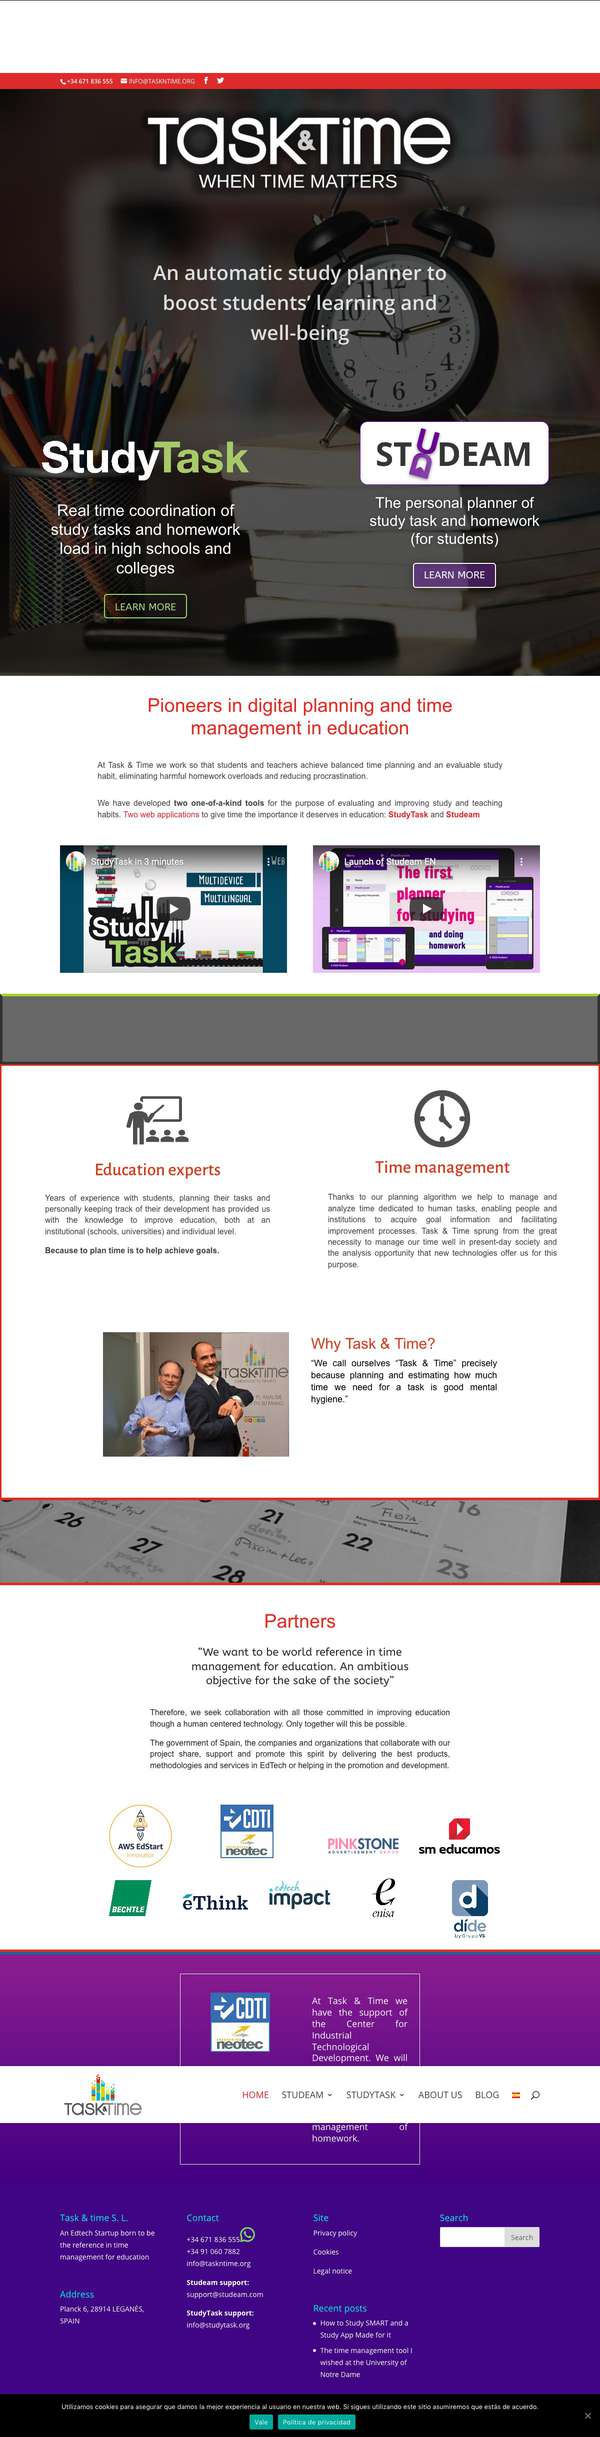 +34 671 836 555 INFO@TASKNTIME.ORG
TASK&TIME
WHEN TIME MATTERS
An automatic study planner to
boost students’ learning and
well-being
StudyTask
Real time coordination of
study tasks and homework
load in high schools and
colleges
LEARN MORE
STUDEAM
The personal planner of
study task and homework
(for students)
LEARN MORE
Pioneers in digital planning and time
management in education
At Task & Time we work so that students and teachers achieve balanced time planning and an evaluable study
habit, eliminating harmful homework overloads and reducing procrastination.
We have developed two one-of-a-kind tools for the purpose of evaluating and improving study and teaching
habits. Two web applications to give time the importance it deserves in education: StudyTask and Studeam
StudyTask in 3 minutes
WEB
MULTIDEVICE
MULTILINGUAL
Study
Task
Launch of Studeam EN
The first
planner
for studying
and doing
homework
Education experts
Years of experience with students, planning their tasks and
personally keeping track of their development has provided us
with the knowledge to improve education, both at an
institutional (schools, universities) and individual level.
Because to plan time is to help achieve goals.
Time management
Thanks to our planning algorithm we help to manage and
analyze time dedicated to human tasks, enabling people and
institutions to acquire goal information and facilitating
improvement processes. Task & Time sprung from the great
necessity to manage our time well in present-day society and
the analysis opportunity that new technologies offer us for this
purpose.
TASK&TIME
Why Task & Time?
“We call ourselves “Task & Time” precisely
because planning and estimating how much
time we need for a task is good mental
hygiene.”
26
27
28
21
22
Fiesta
16
23
Partners
“We want to be world reference in time
management for education. An ambitious
objective for the sake of the society”
Therefore, we seek collaboration with all those committed in improving education
though a human centered technology. Only together will this be possible.
The government of Spain, the companies and organizations that collaborate with our
project share, support and promote this spirit by delivering the best products,
methodologies and services in EdTech or helping in the promotion and development.
AWS EdStart
Innovator
CDTI
neotec
PINKSTONE
ADVERTISEMENT GROUP
sm educamos
BECHTLE
éThink
edtech
impact
e
enisa
d
díde
by Grupo VS
CDTI
neotec
At Task & Time we
have the support of
the Center for
Industrial
Technological
Development. We will
TASK&TIME
HOME STUDEAM STUDYTASK ABOUT US BLOG
management of
homework.
Task & time S. L.
An Edtech Startup born to be
the reference in time
management for education
Address
Planck 6, 28914 LEGANÉS,
SPAIN
Contact
+34 671 836 555
+34 91 060 7882
info@taskntime.org
Studeam support:
support@studeam.com
StudyTask support:
info@studytask.org
Site
Privacy policy
Cookies
Legal notice
Recent posts
How to Study SMART and a
Study App Made for it
The time management tool I
wished at the University of
Notre Dame
Search
Search
Utilizamos cookies para asegurar que damos la mejor experiencia al usuario en nuestra web. Si sigues utilizando este sitio asumiremos que estás de acuerdo.
Vale Política de privacidad